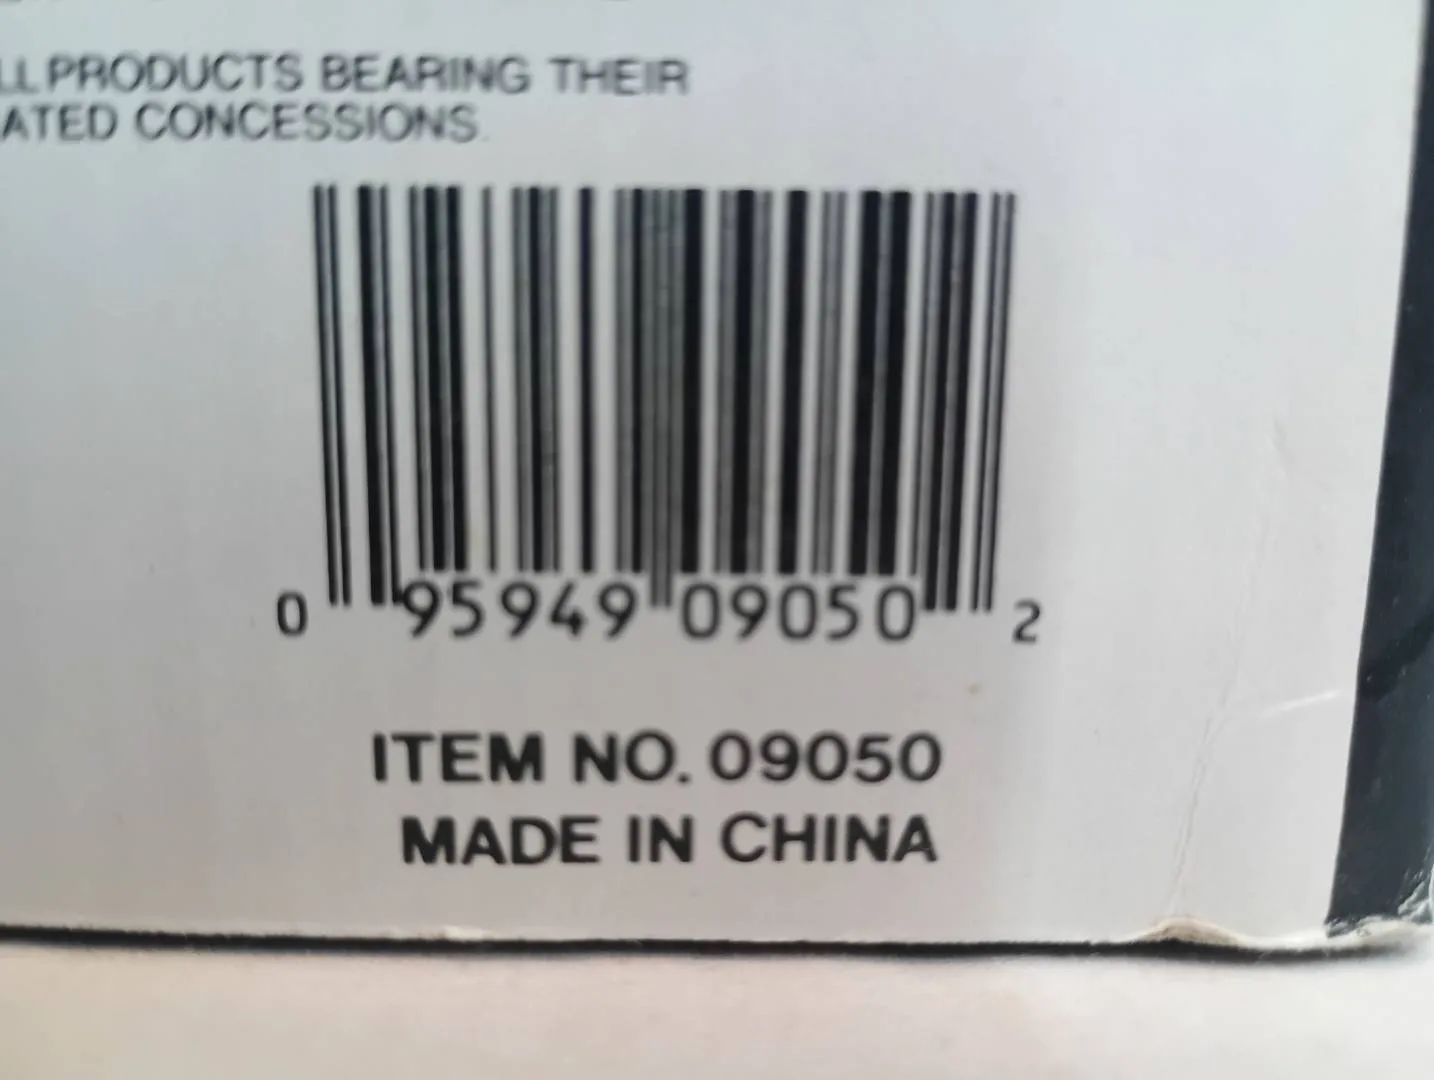 LL PRODUCTS BEARING THEIR
ATED CONCESSIONS.
0 95949 09050 2
ITEM NO. 09050
MADE IN CHINA